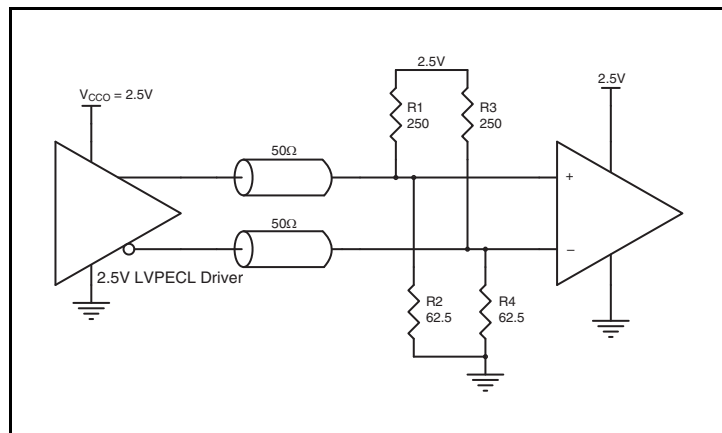 2.5V
V_CCO = 2.5V
2.5V
R1
250
R3
250
50Ω
+
50Ω
–
2.5V LVPECL Driver
R2
62.5
R4
62.5